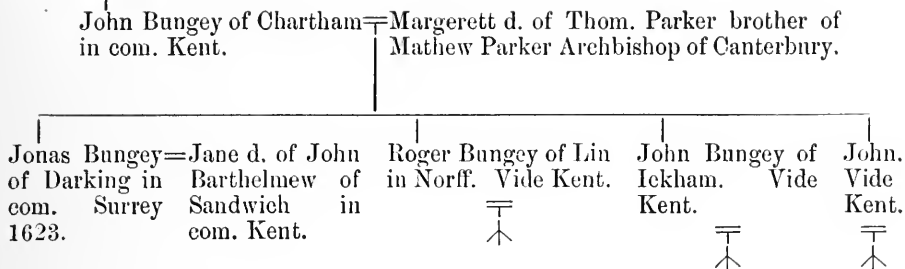 John Bungey of Chartham=Margerett d. of Thom. Parker brother of
in com. Kent. Mathew Parker Archbishop of Canterbury.
Jonas Bungey=Jane d. of John Roger Bungey of Lin John Bungey of John.
of Darking in Barthelmew of in Norff. Vide Kent. Ickham. Vide Vide
com. Surrey Sandwich in Kent. Kent.
1623. com. Kent.